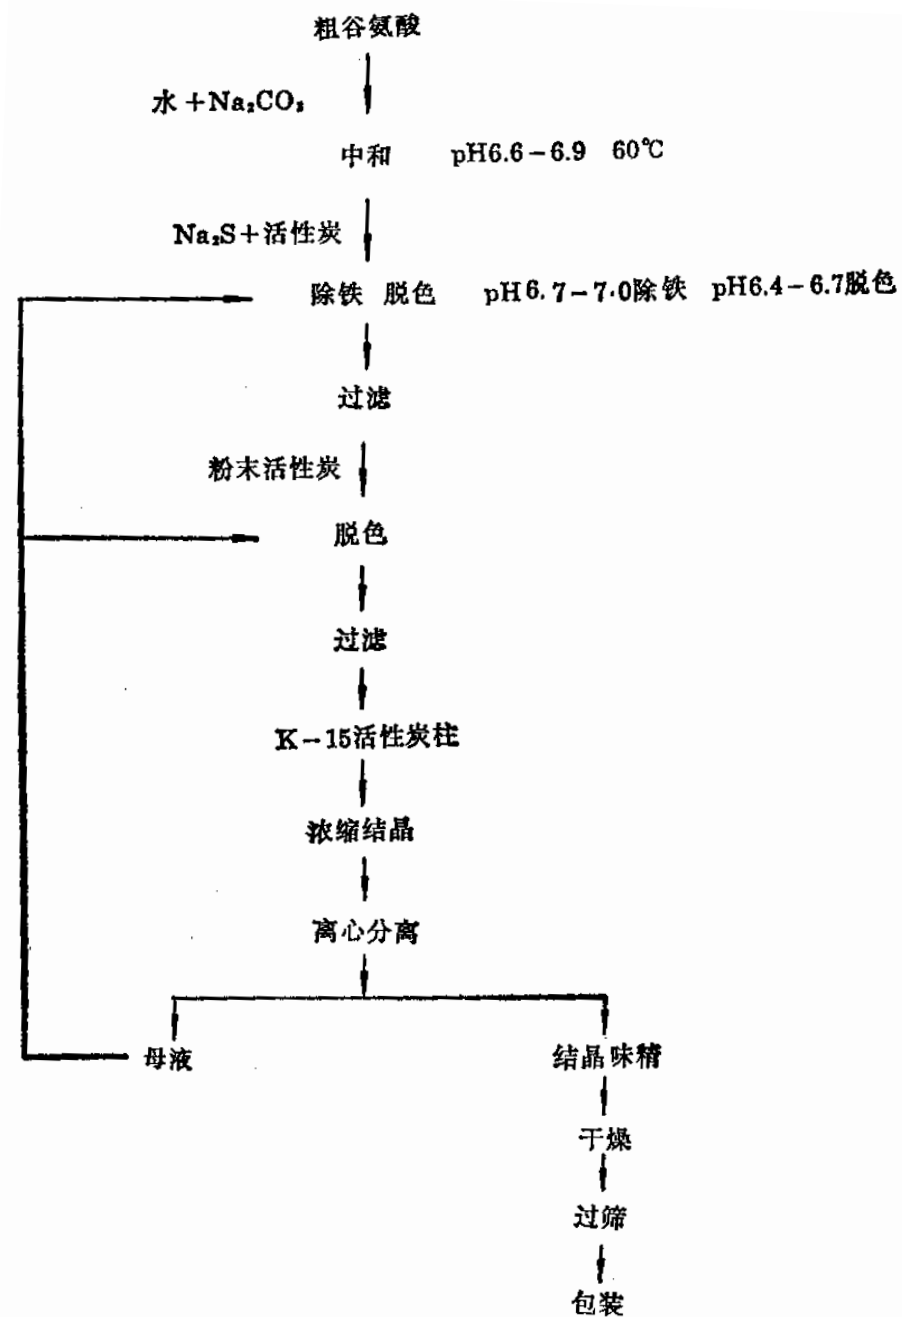 粗谷氨酸
水+Na₂CO₃
中和 pH6.6-6.9 60℃
Na₂S+活性炭
除铁 脱色 pH6.7-7.0除铁 pH6.4-6.7脱色
过滤
粉末活性炭
脱色
过滤
K-15活性炭柱
浓缩结晶
离心分离
母液 结晶味精
干燥
过筛
包装